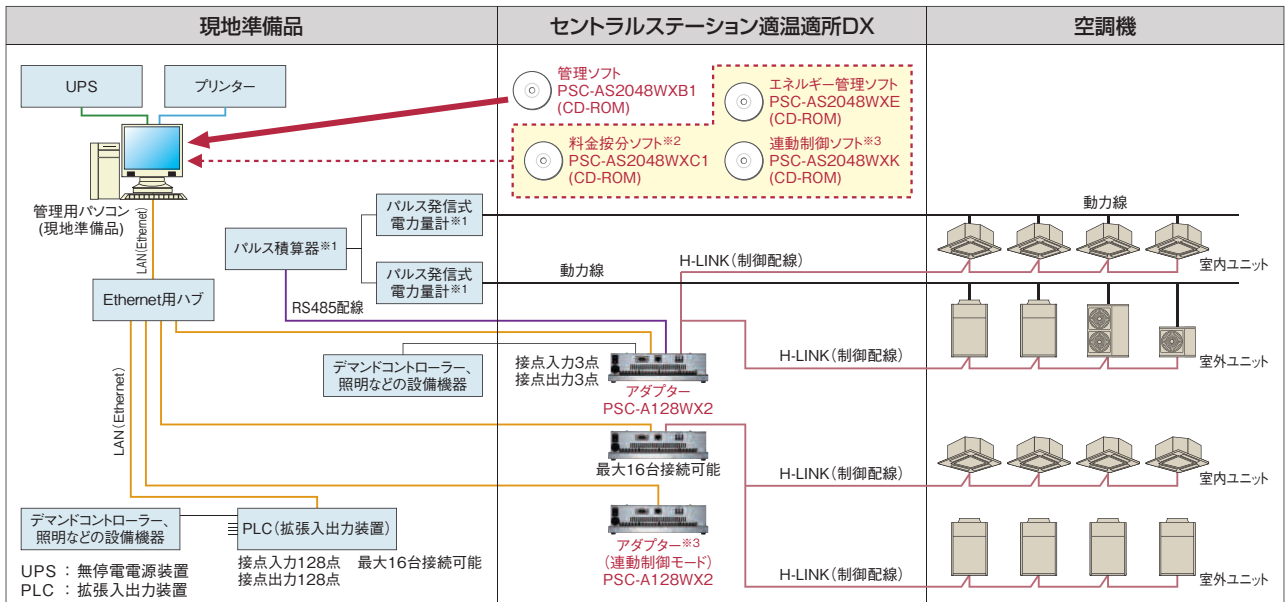 現地準備品
セントラルステーション適温適所DX
空調機
UPS
プリンター
管理ソフト
PSC-AS2048WXB1
(CD-ROM)
エネルギー管理ソフト
PSC-AS2048WXE
(CD-ROM)
料金按分ソフト※2
PSC-AS2048WXC1
(CD-ROM)
連動制御ソフト※3
PSC-AS2048WXK
(CD-ROM)
管理用パソコン
(現地準備品)
LAN(Ethernet)
パルス積算器※1
パルス発信式
電力量計※1
パルス発信式
電力量計※1
動力線
動力線
H-LINK(制御配線)
室内ユニット
Ethernet用ハブ
RS485配線
デマンドコントローラー、
照明などの設備機器
接点入力3点
接点出力3点
アダプター
PSC-A128WX2
H-LINK(制御配線)
室外ユニット
LAN(Ethernet)
最大16台接続可能
H-LINK(制御配線)
室内ユニット
デマンドコントローラー、
照明などの設備機器
PLC(拡張入出力装置)
接点入力128点 最大16台接続可能
接点出力128点
アダプター※3
(連動制御モード)
PSC-A128WX2
H-LINK(制御配線)
室外ユニット
UPS : 無停電電源装置
PLC : 拡張入出力装置